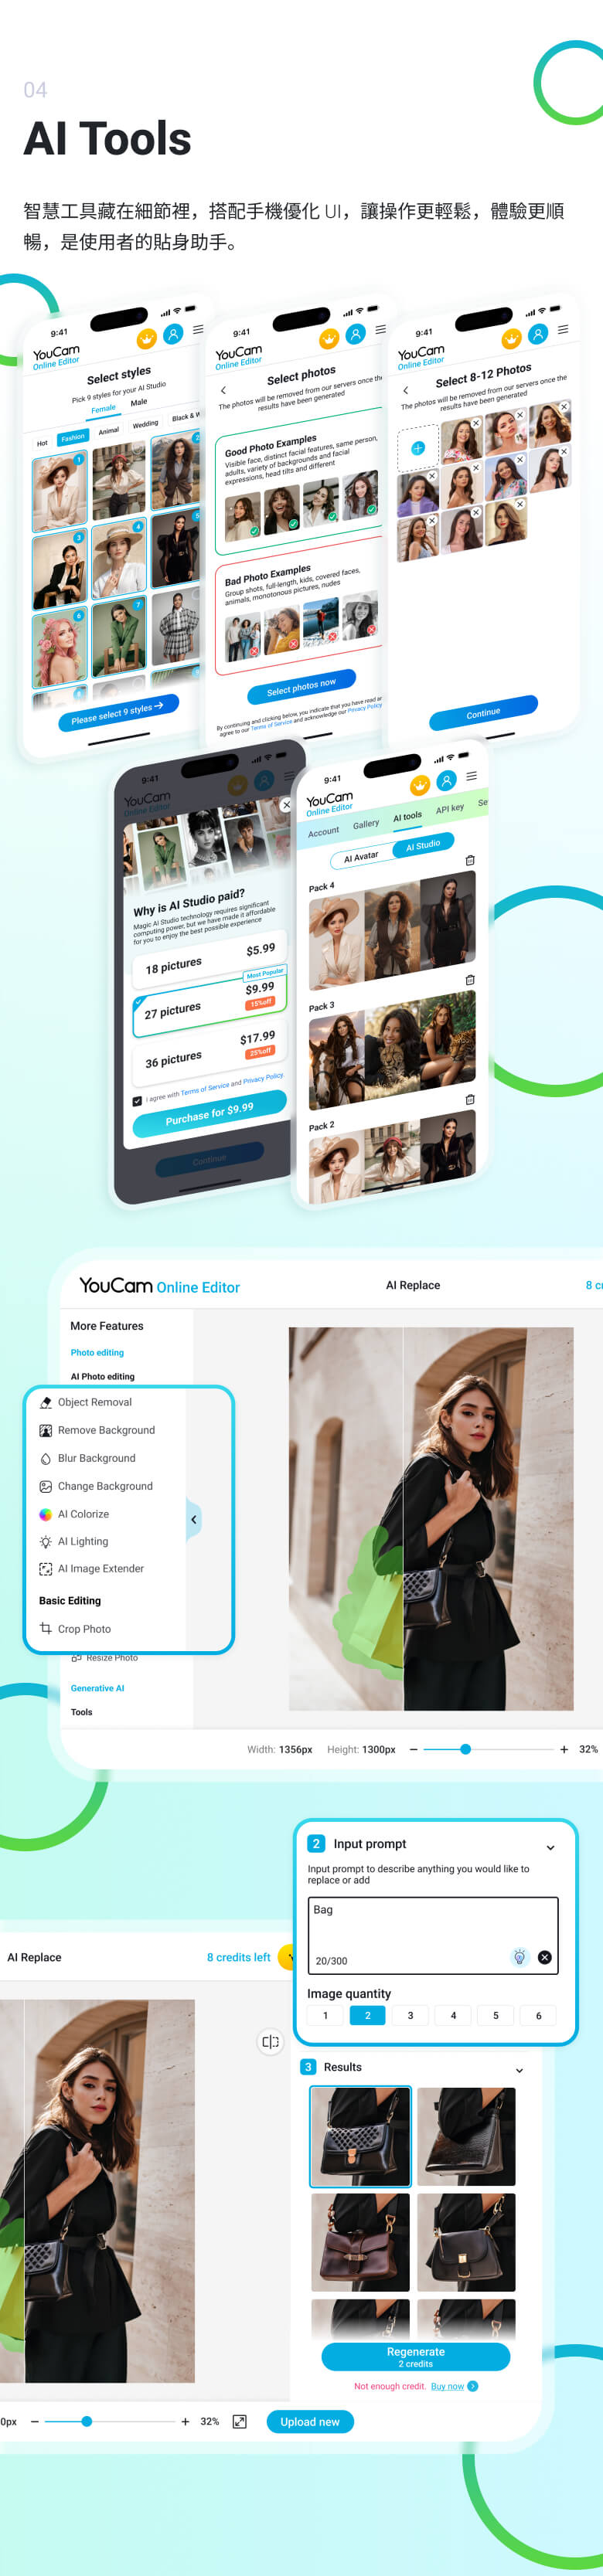 04
AI Tools
智慧工具藏在細節裡，搭配手機優化 UI，讓操作更輕鬆，體驗更順
暢，是使用者的貼身助手。
9:41
YouCam
Online Editor
Select styles
Pick 9 styles for your AI Studio
Female Male
Hot Fashion Animal Wedding Black & W
1
2
3
4
5
6
7
Please select 9 styles →
9:41
YouCam
Online Editor
Select photos
The photos will be removed from our servers once the
results have been generated
Good Photo Examples
Visible face, distinct facial features, same person,
adults, variety of backgrounds and facial
expressions, head tilts and different
Bad Photo Examples
Group shots, full-length, kids, covered faces,
animals, monotonous pictures, nudes
Select photos now
By continuing and clicking below, you indicate that you have read and
agree to our Terms of Service and acknowledge our Privacy Policy
9:41
YouCam
Online Editor
Select 8-12 Photos
The photos will be removed from our servers once the
results have been generated
Continue
9:41
YouCam
Online Editor
Why is AI Studio paid?
Magic AI Studio technology requires significant
computing power, but we have made it affordable
for you to enjoy the best possible experience
18 pictures $5.99
Most Popular
27 pictures $9.99
15%off
36 pictures $17.99
25%off
I agree with Terms of Service and Privacy Policy.
Purchase for $9.99
Continue
9:41
YouCam
Online Editor
Account Gallery AI tools API key Se
AI Avatar AI Studio
Pack 4
Pack 3
Pack 2
YouCam Online Editor AI Replace 8 cr
More Features
Photo editing
AI Photo editing
Object Removal
Remove Background
Blur Background
Change Background
AI Colorize
AI Lighting
AI Image Extender
Basic Editing
Crop Photo
Resize Photo
Generative AI
Tools
Width: 1356px Height: 1300px 32%
2 Input prompt
Input prompt to describe anything you would like to
replace or add
Bag
20/300
Image quantity
1 2 3 4 5 6
AI Replace 8 credits left
3 Results
Regenerate
2 credits
Not enough credit. Buy now
0px 32% Upload new